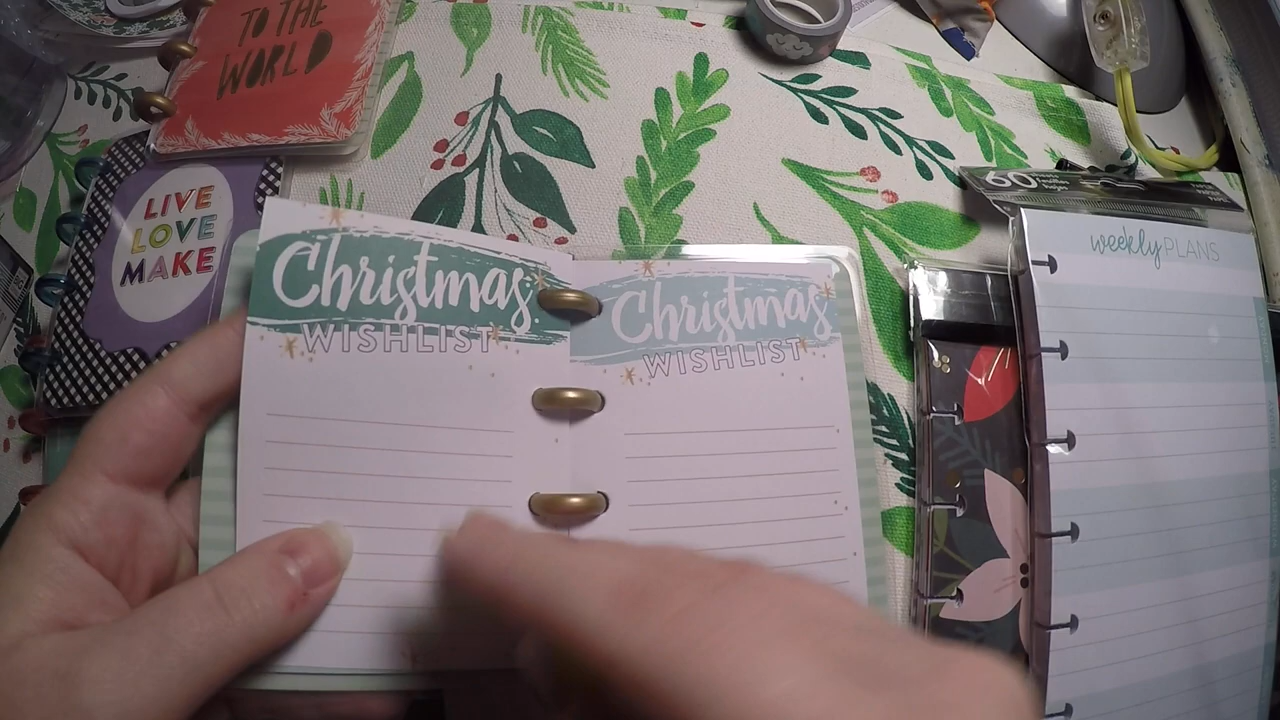 TO THE
WORLD
LIVE
LOVE
MAKE
Christmas
WISHLIST
Christmas
WISHLIST
60
weekly PLANS